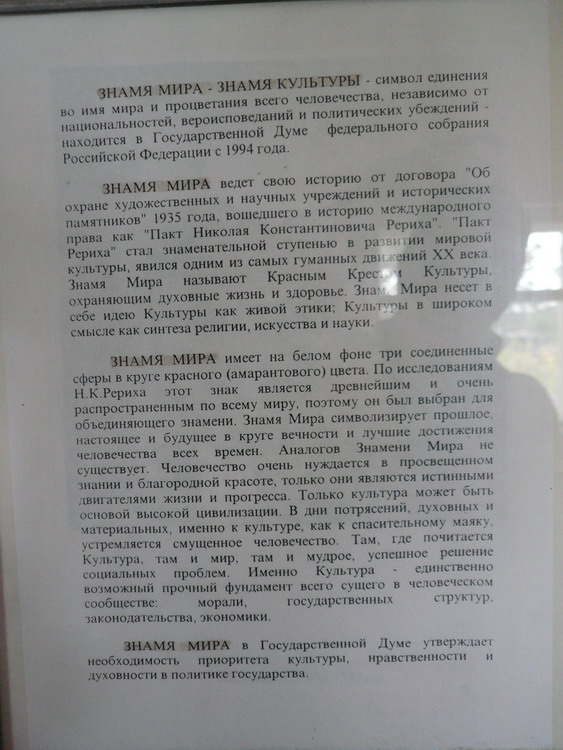 ЗНАМЯ МИРА - ЗНАМЯ КУЛЬТУРЫ - символ единения
во имя мира и процветания всего человечества, независимо от
национальностей, вероисповеданий и политических убеждений -
находится в Государственной Думе федерального собрания
Российской Федерации с 1994 года.
ЗНАМЯ МИРА ведет свою историю от договора "Об
охране художественных и научных учреждений и исторических
памятников" 1935 года, вошедшего в историю международного
права как "Пакт Николая Константиновича Рериха". "Пакт
Рериха" стал знаменательной ступенью в развитии мировой
культуры, явился одним из самых гуманных движений XX века.
Знамя Мира называют Красным Крестом Культуры,
охраняющим духовные жизнь и здоровье. Знамя Мира несет в
себе идею Культуры как живой этики; Культуры в широком
смысле как синтеза религии, искусства и науки.
ЗНАМЯ МИРА имеет на белом фоне три соединенные
сферы в круге красного (амарантового) цвета. По исследованиям
Н.К.Рериха этот знак является древнейшим и очень
распространенным по всему миру, поэтому он был выбран для
объединяющего знамени. Знамя Мира символизирует прошлое,
настоящее и будущее в круге вечности и лучшие достижения
человечества всех времен. Аналогов Знамени Мира не
существует. Человечество очень нуждается в просвещенном
знании и благородной красоте, только они являются истинными
двигателями жизни и прогресса. Только культура может быть
основой высокой цивилизации. В дни потрясений, духовных и
материальных, именно к культуре, как к спасительному маяку,
устремляется смущенное человечество. Там, где почитается
Культура, там и мир, там и мудрое, успешное решение
социальных проблем. Именно Культура - единственно
возможный прочный фундамент всего сущего в человеческом
сообществе: морали, государственных структур,
законодательства, экономики.
ЗНАМЯ МИРА в Государственной Думе утверждает
необходимость приоритета культуры, нравственности и
духовности в политике государства.